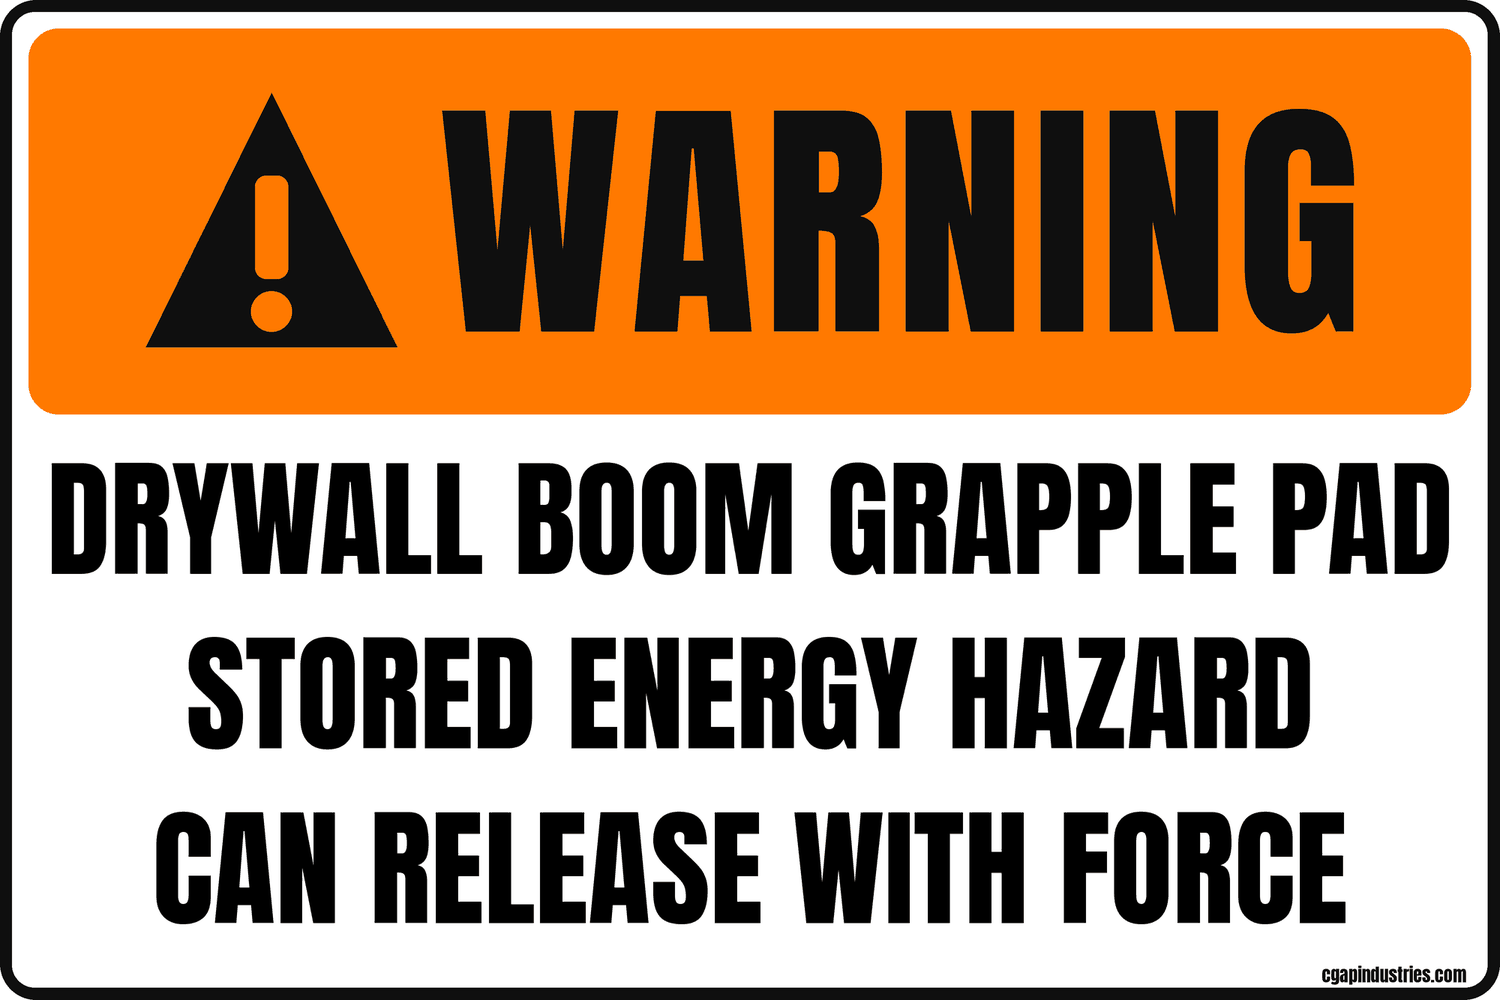 WARNING
DRYWALL BOOM GRAPPLE PAD
STORED ENERGY HAZARD
CAN RELEASE WITH FORCE
cgapindustries.com